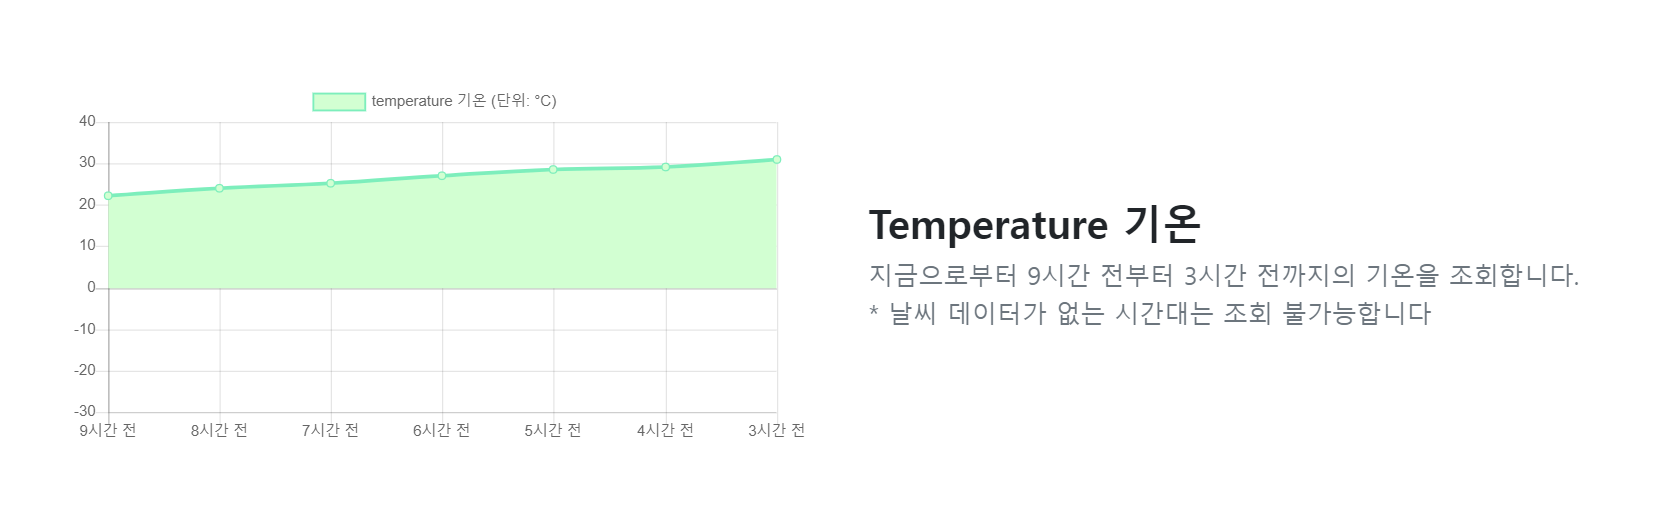 temperature 기온 (단위: °C)
40
30
20
10
0
-10
-20
-30
9시간 전 8시간 전 7시간 전 6시간 전 5시간 전 4시간 전 3시간 전
Temperature 기온
지금으로부터 9시간 전부터 3시간 전까지의 기온을 조회합니다.
* 날씨 데이터가 없는 시간대는 조회 불가능합니다